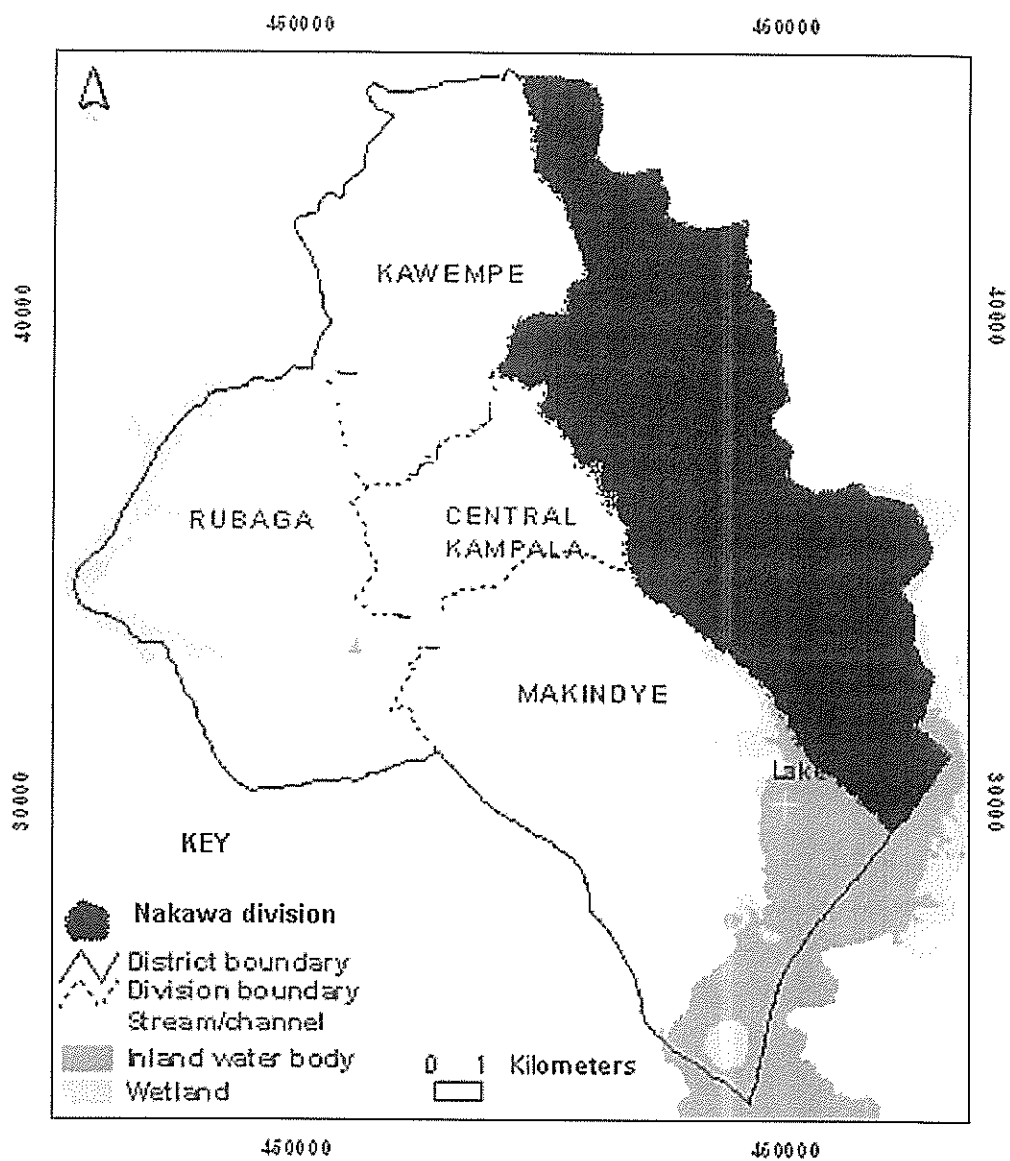 450000 460000
40000
40000
KAWEMPE
RUBAGA
CENTRAL
KAMPALA
MAKINDYE
Lake
30000
30000
KEY
Nakawa division
District boundary
Division boundary
Stream/channel
Inland water body
Wetland
0 1 Kilometers
450000 460000